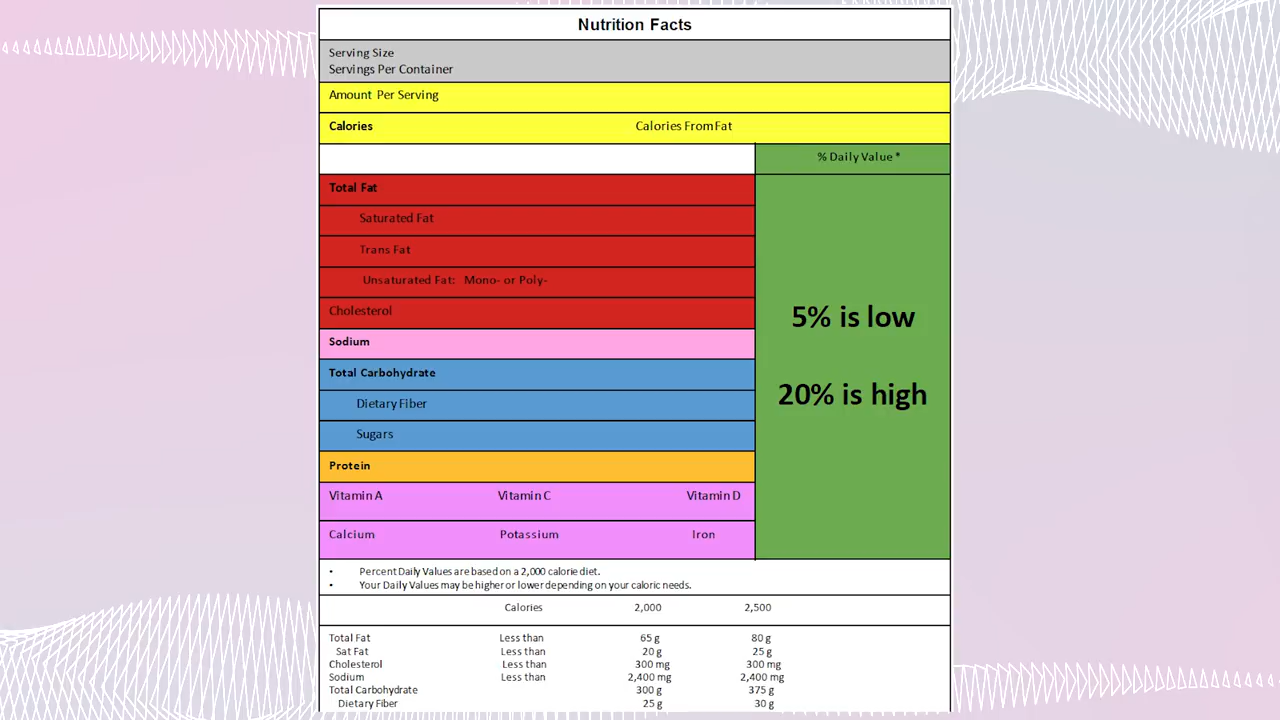 Nutrition Facts
Serving Size
Servings Per Container
Amount Per Serving
Calories Calories From Fat
% Daily Value *
Total Fat
Saturated Fat
Trans Fat
Unsaturated Fat: Mono- or Poly-
Cholesterol
Sodium
Total Carbohydrate
Dietary Fiber
Sugars
Protein
Vitamin A Vitamin C Vitamin D
Calcium Potassium Iron
5% is low
20% is high
• Percent Daily Values are based on a 2,000 calorie diet.
• Your Daily Values may be higher or lower depending on your caloric needs.
Calories 2,000 2,500
Total Fat Less than 65 g 80 g
Sat Fat Less than 20 g 25 g
Cholesterol Less than 300 mg 300 mg
Sodium Less than 2,400 mg 2,400 mg
Total Carbohydrate 300 g 375 g
Dietary Fiber 25 g 30 g